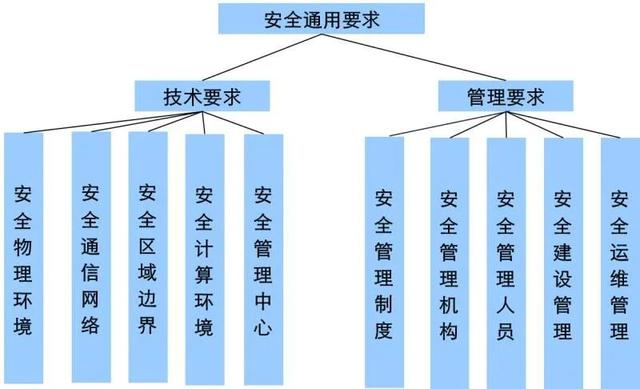 安全通用要求
技术要求
管理要求
安全物理环境
安全通信网络
安全区域边界
安全计算环境
安全管理中心
安全管理制度
安全管理机构
安全管理人员
安全建设管理
安全运维管理